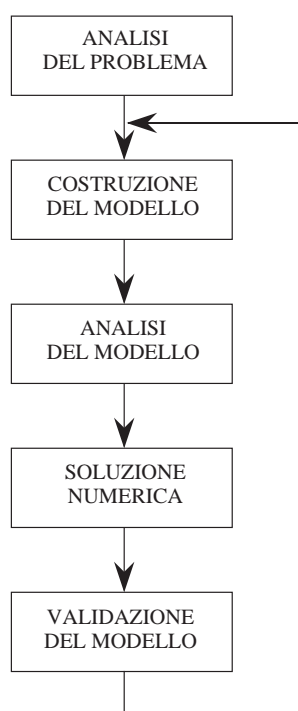 ANALISI
DEL PROBLEMA
COSTRUZIONE
DEL MODELLO
ANALISI
DEL MODELLO
SOLUZIONE
NUMERICA
VALIDAZIONE
DEL MODELLO